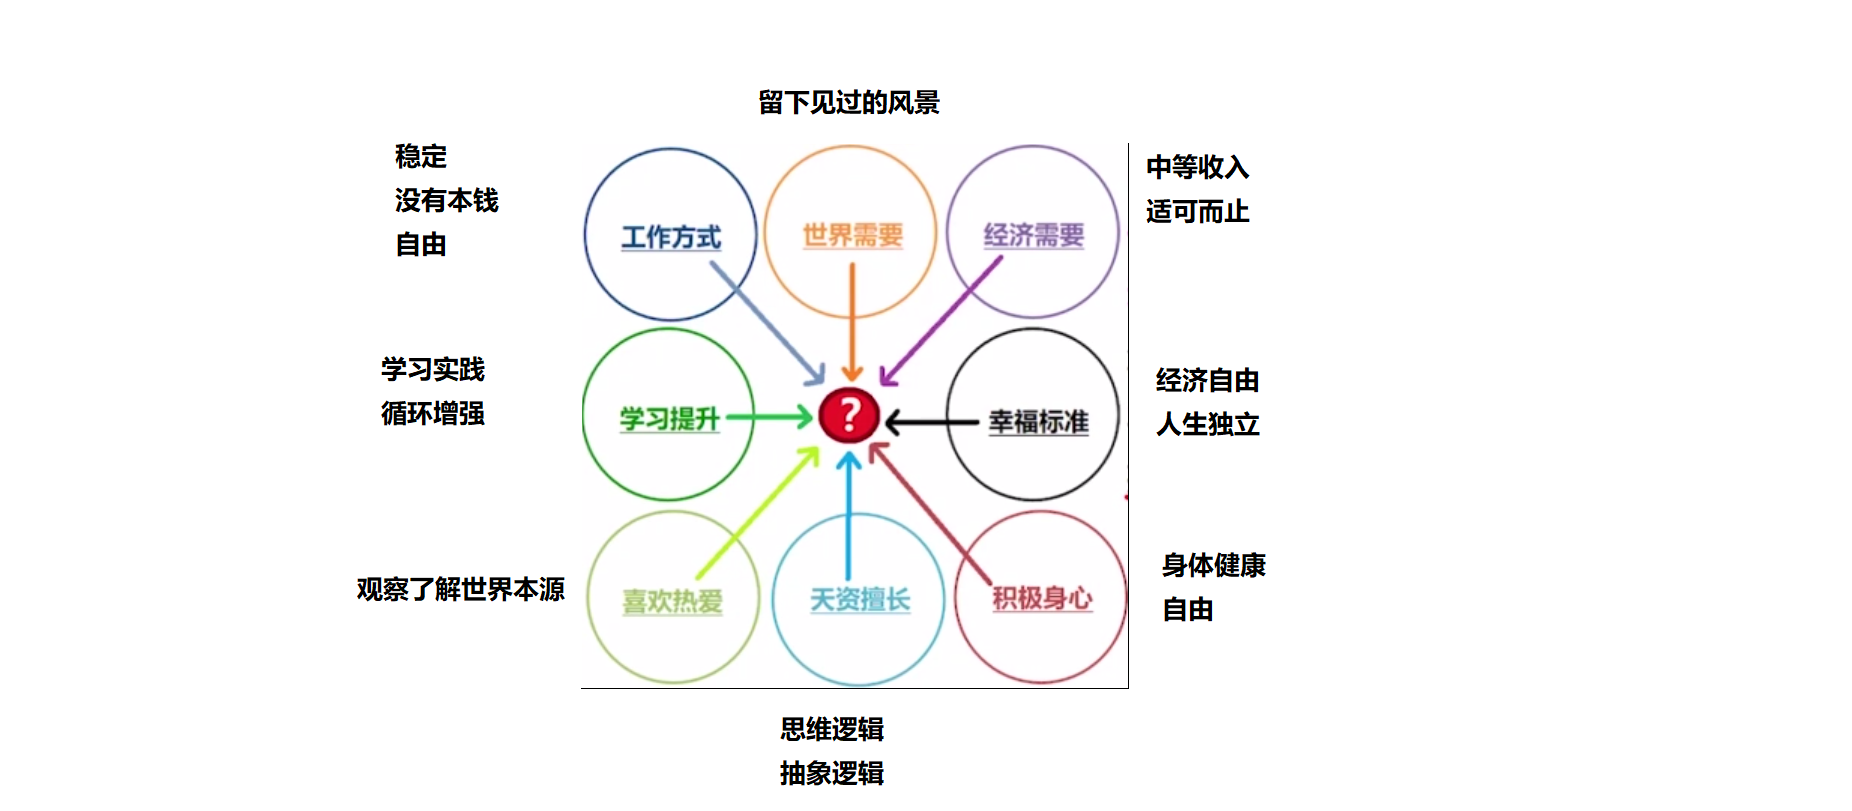 留下见过的风景
稳定
没有本钱
自由
工作方式
世界需要
经济需要
中等收入
适可而止
学习实践
循环增强
学习提升
?
幸福标准
经济自由
人生独立
观察了解世界本源
喜欢热爱
天资擅长
积极身心
身体健康
自由
思维逻辑
抽象逻辑